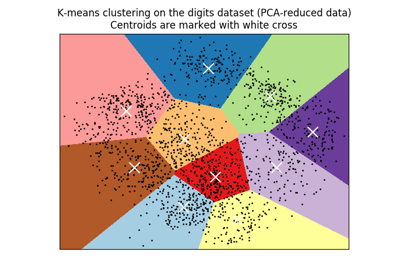 K-means clustering on the digits dataset (PCA-reduced data)
Centroids are marked with white cross